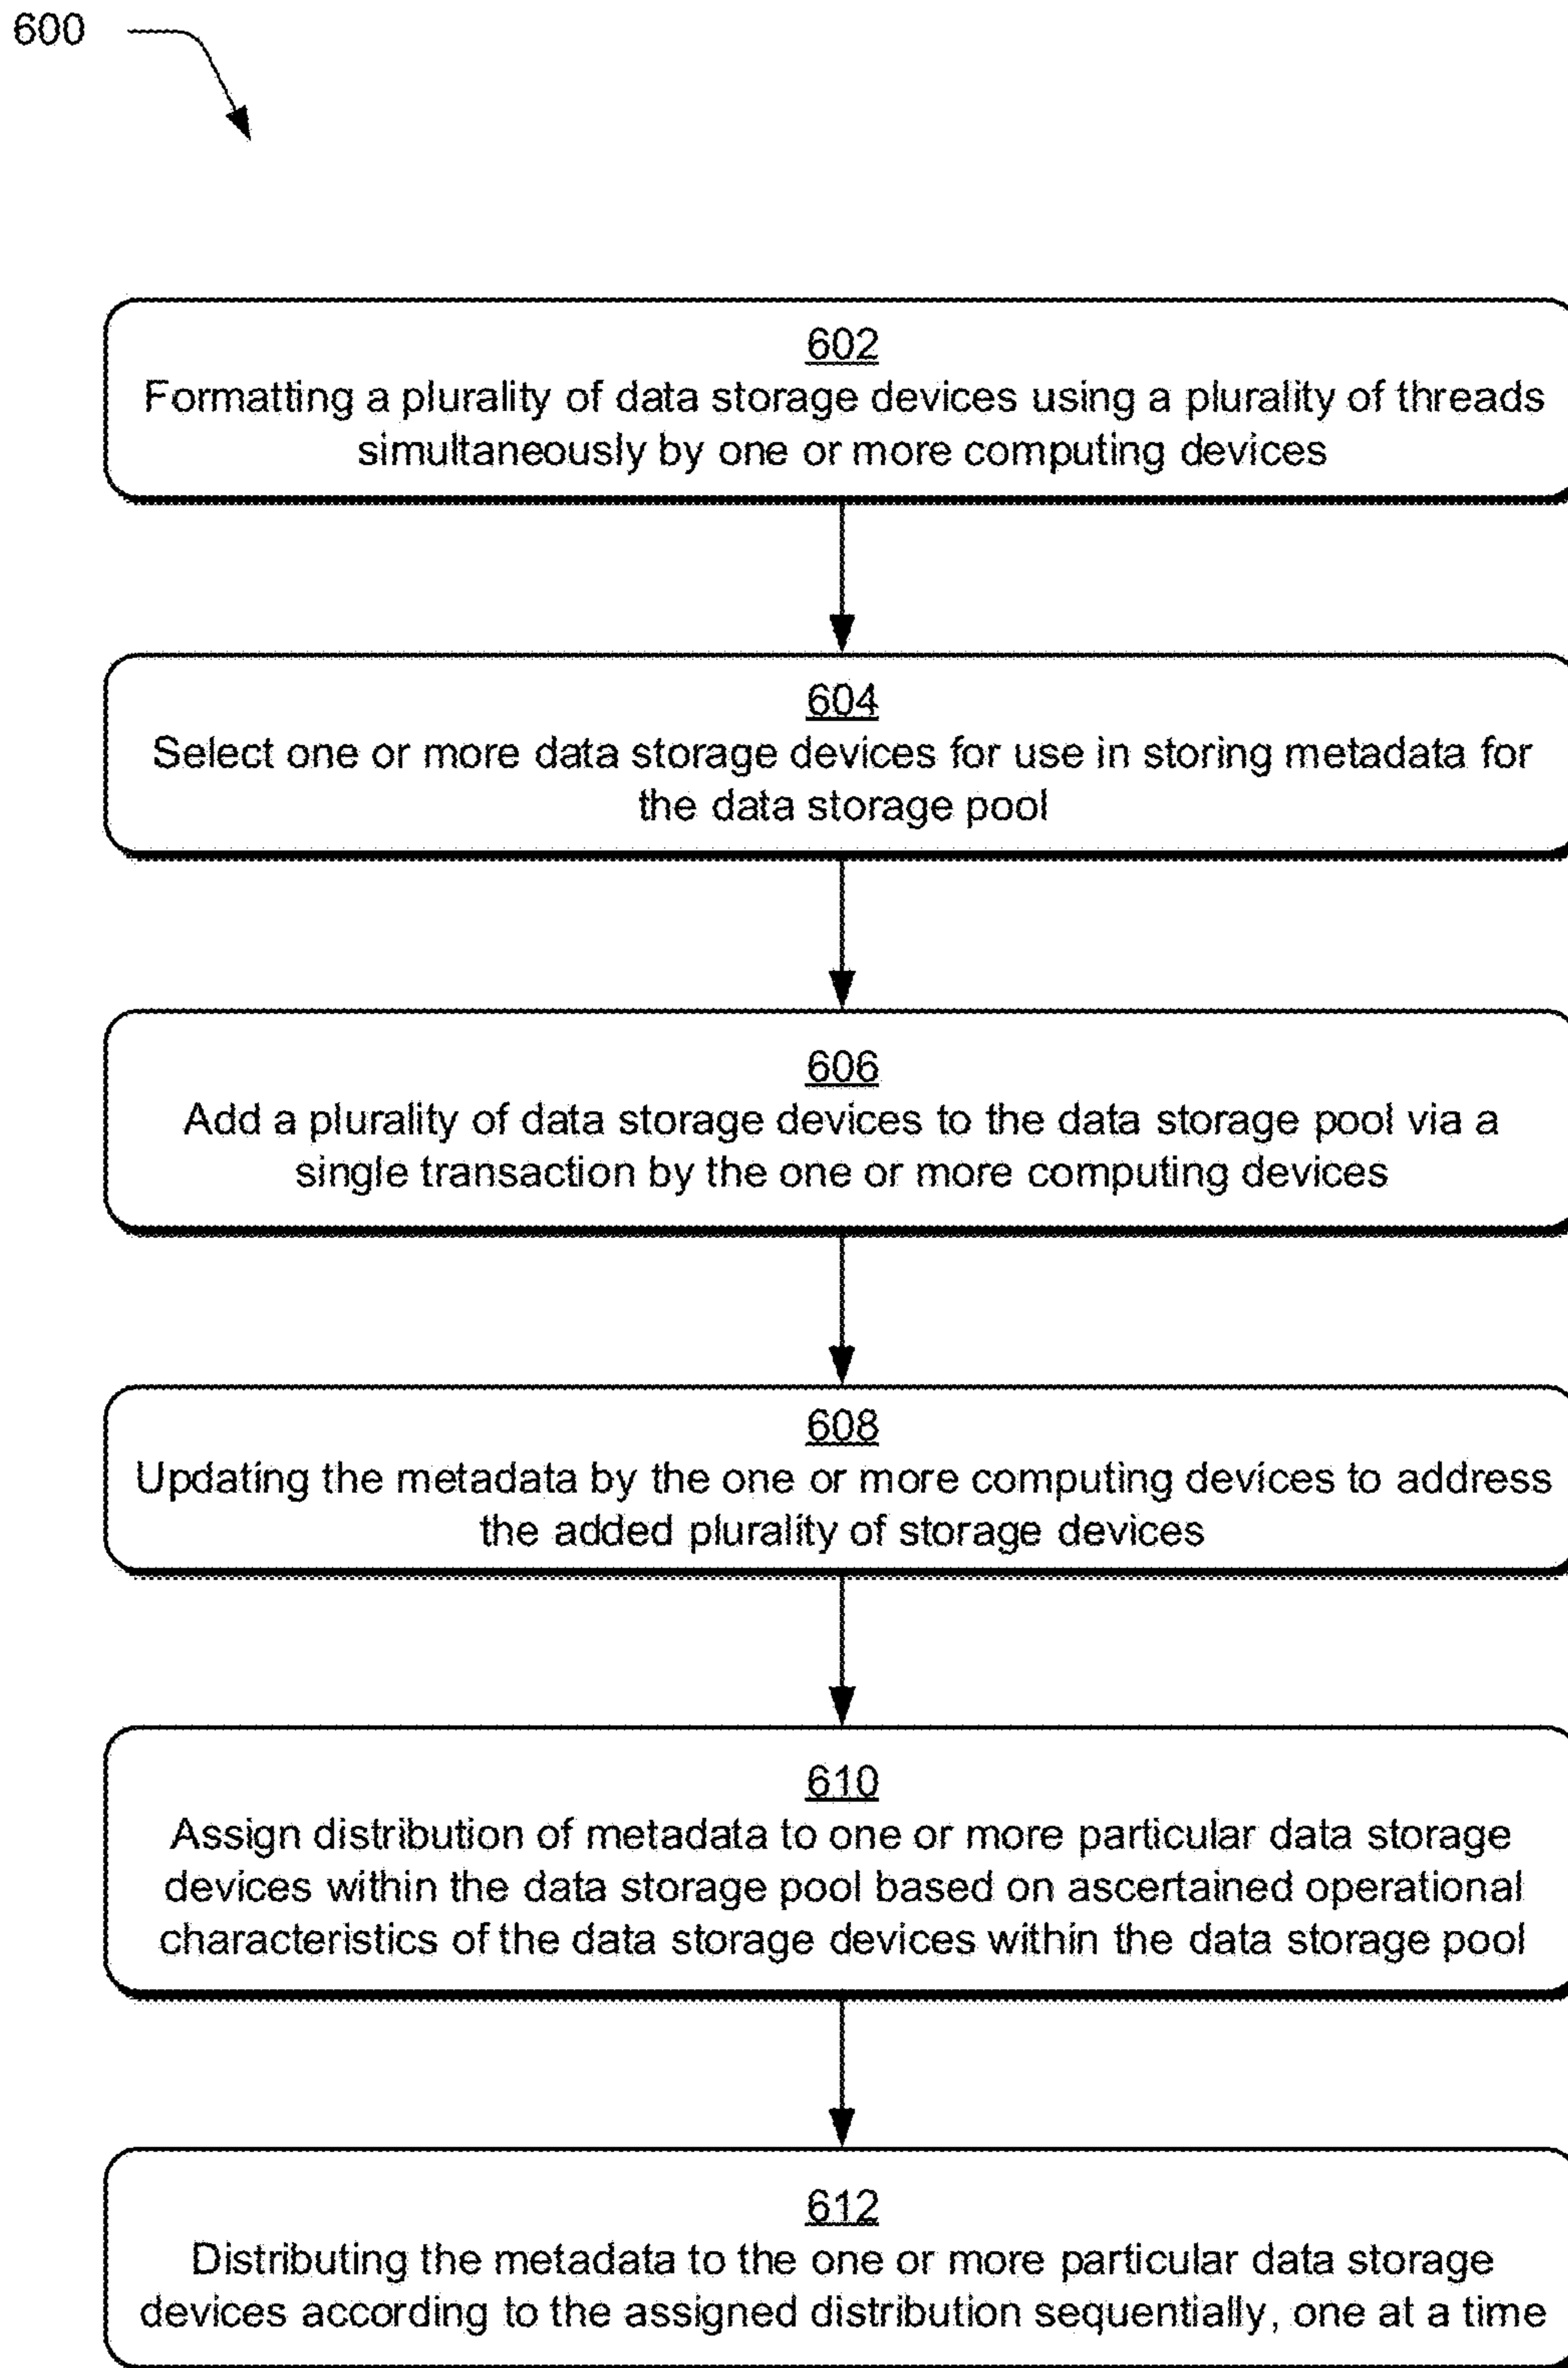 600
602
Formatting a plurality of data storage devices using a plurality of threads
simultaneously by one or more computing devices
604
Select one or more data storage devices for use in storing metadata for
the data storage pool
606
Add a plurality of data storage devices to the data storage pool via a
single transaction by the one or more computing devices
608
Updating the metadata by the one or more computing devices to address
the added plurality of storage devices
610
Assign distribution of metadata to one or more particular data storage
devices within the data storage pool based on ascertained operational
characteristics of the data storage devices within the data storage pool
612
Distributing the metadata to the one or more particular data storage
devices according to the assigned distribution sequentially, one at a time